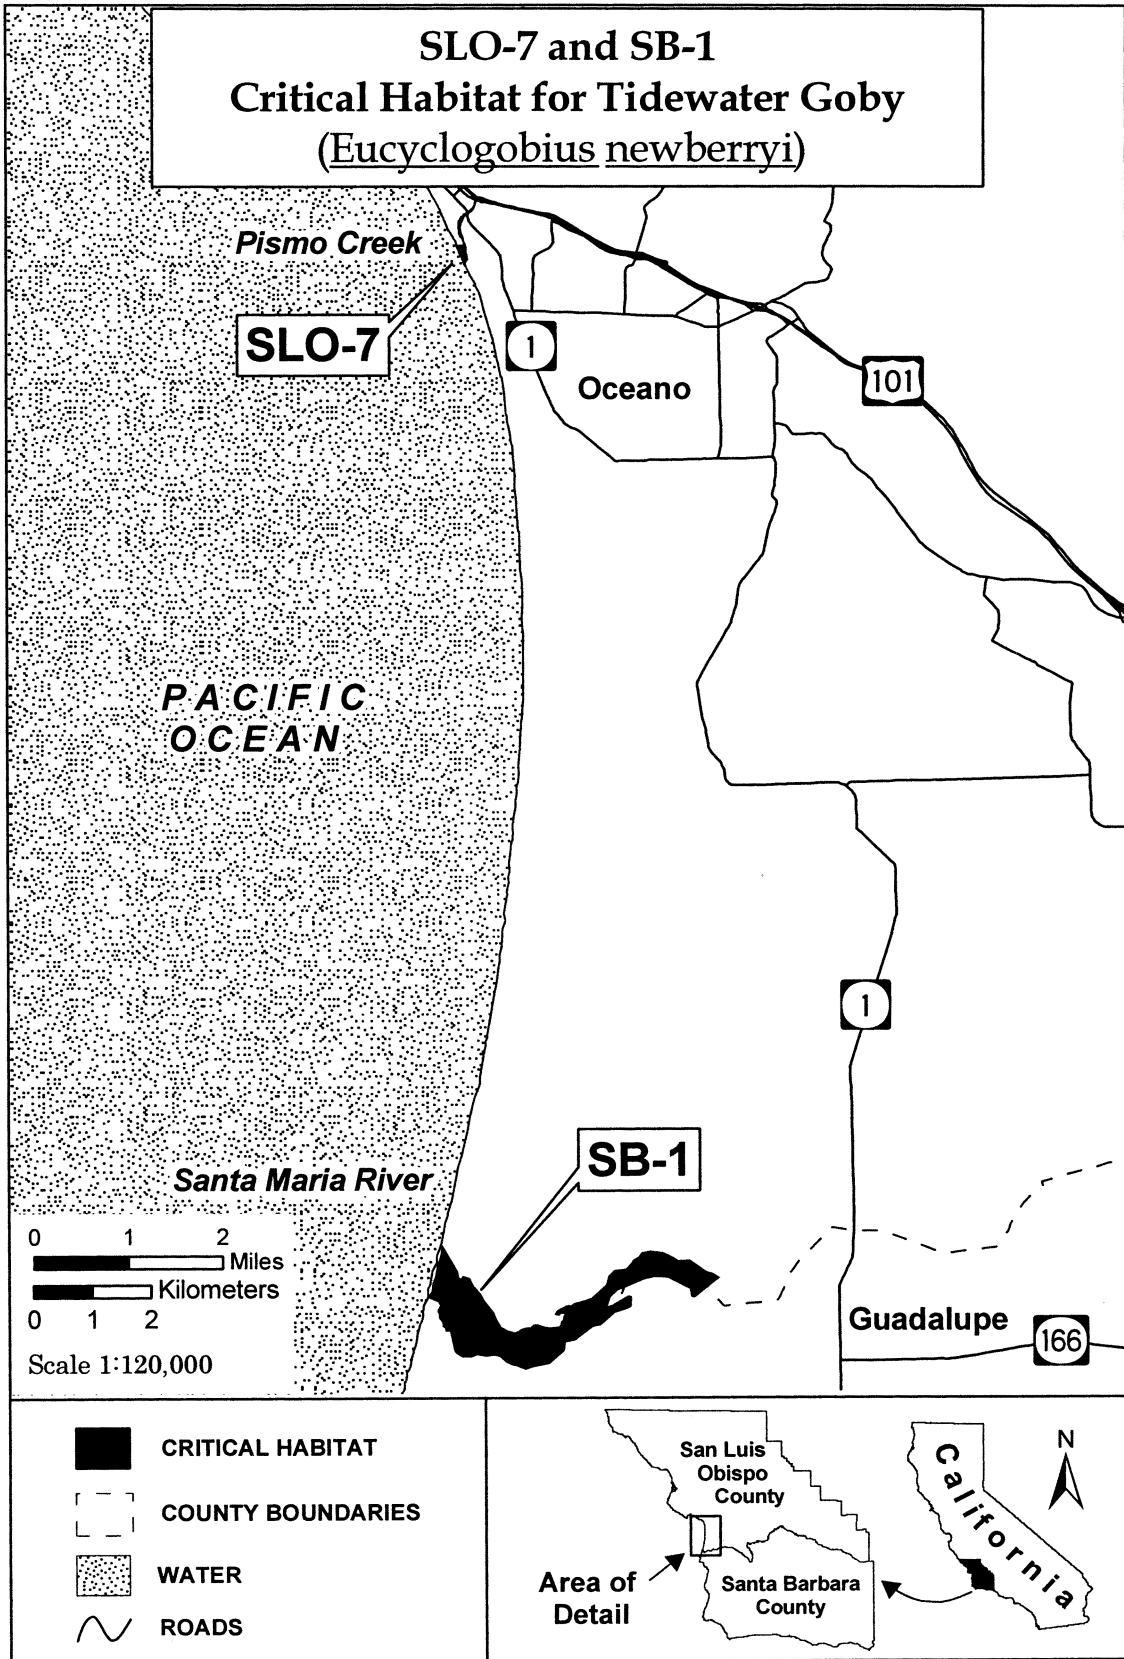 SLO-7 and SB-1
Critical Habitat for Tidewater Goby
(Eucyclogobius newberryi)
Pismo Creek
SLO-7
1
Oceano
101
PACIFIC
OCEAN
1
Santa Maria River
SB-1
0 1 2
Miles
Kilometers
0 1 2
Scale 1:120,000
Guadalupe
166
CRITICAL HABITAT
COUNTY BOUNDARIES
WATER
ROADS
San Luis
Obispo
County
Santa Barbara
County
Area of
Detail
California
N